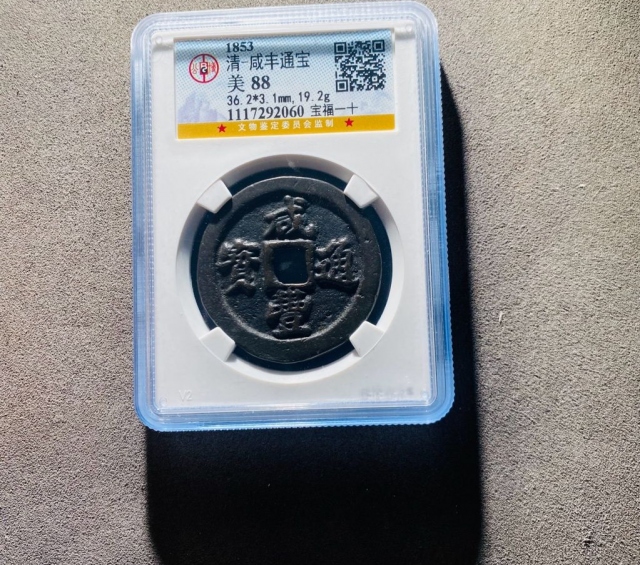 1853
清·咸丰通宝
美 88
36.2*3.1mm,19.2g
1117292060 宝福一十
★ 文物鉴定委员会监制 ★
咸
寶 通
豐
V2